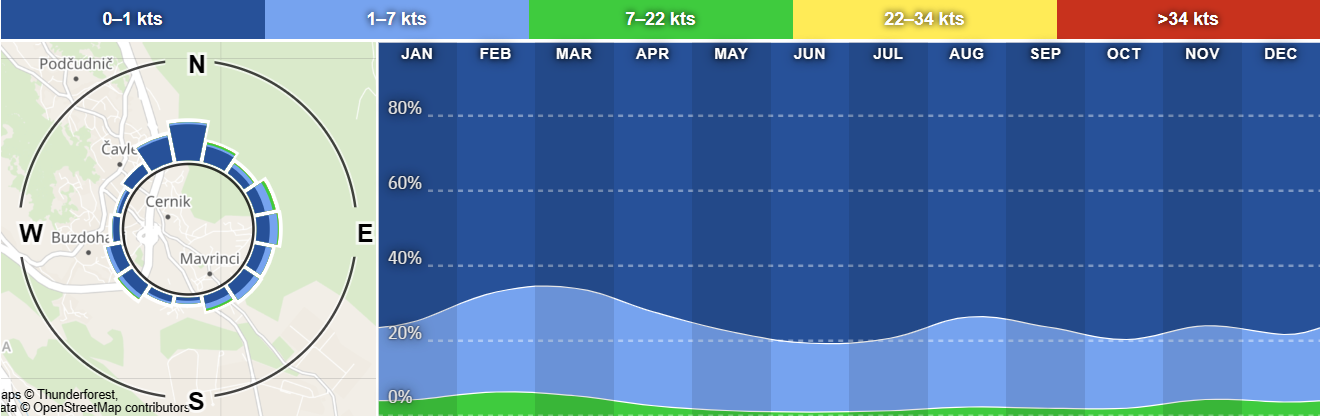 0–1 kts
1–7 kts
7–22 kts
22–34 kts
>34 kts
Podčudnič
N
Čavle
Cernik
W
Buzdoha
E
Mavrinci
A
S
aps © Thunderforest,
ata © OpenStreetMap contributors
JAN FEB MAR APR MAY JUN JUL AUG SEP OCT NOV DEC
80%
60%
40%
20%
0%